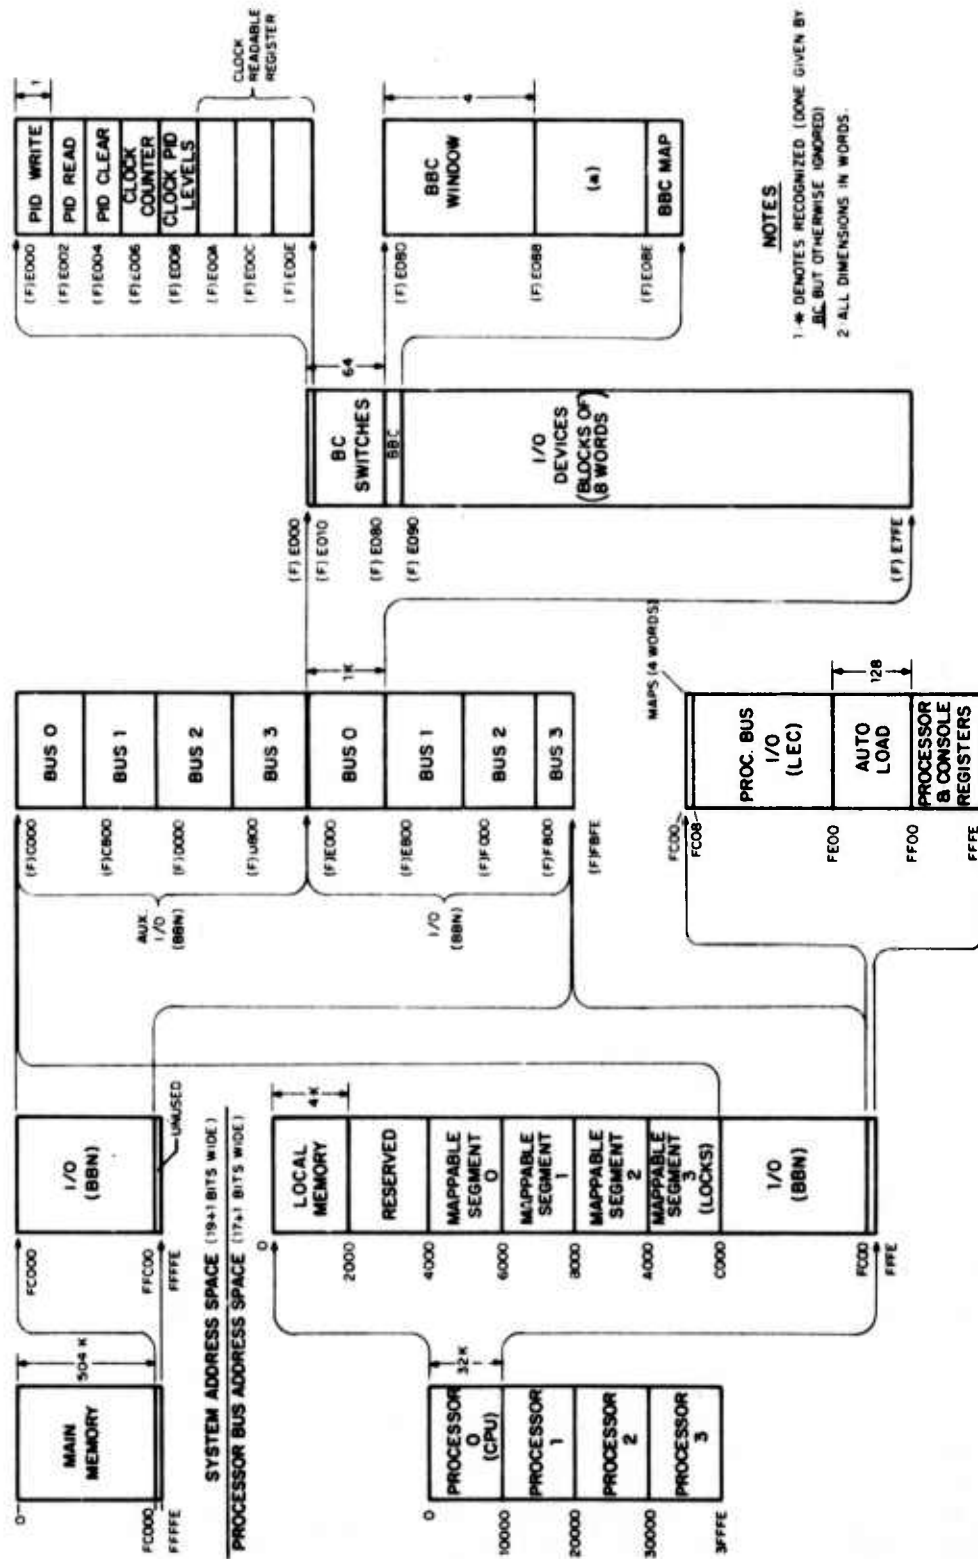 0
MAIN
MEMORY
504 K
FC000
FFFFE
FC000
I/O
(BBN)
FFC00
FFFFE
UNUSED
SYSTEM ADDRESS SPACE (19+1 BITS WIDE)
PROCESSOR BUS ADDRESS SPACE (17+1 BITS WIDE)
0
PROCESSOR
0
(CPU)
32K
10000
PROCESSOR
1
20000
PROCESSOR
2
30000
PROCESSOR
3
3FFFE
0
LOCAL
MEMORY
4 K
2000
RESERVED
4000
MAPPABLE
SEGMENT
0
6000
MAPPABLE
SEGMENT
1
8000
MAPPABLE
SEGMENT
2
A000
MAPPABLE
SEGMENT
3
(LOCKS)
C000
I/O
(BBN)
FC00
FFFE
(F)C000
BUS 0
(F)C800
BUS 1
AUX.
I/O
(BBN)
(F)D000
BUS 2
(F)D800
BUS 3
(F)E000
BUS 0
1K
(F)E800
BUS 1
I/O
(BBN)
(F)F000
BUS 2
(F)F800
BUS 3
(F)FBFE
MAPS (4 WORDS)
FC00
FC08
PROC. BUS
I/O
(LEC)
FE00
AUTO
LOAD
128
FF00
PROCESSOR
& CONSOLE
REGISTERS
FFFE
(F) E000
(F) E010
BC
SWITCHES
64
(F) E080
BBC
(F) E090
I/O
DEVICES
(BLOCKS OF
8 WORDS)
(F) E7FE
(F)E000
PID WRITE
1
(F)E002
PID READ
(F)E004
PID CLEAR
(F)E006
CLOCK
COUNTER
(F)E008
CLOCK PID
LEVELS
(F)E00A
(F)E00C
(F)E00E
CLOCK
READABLE
REGISTER
(F) E080
BBC
WINDOW
4
(F) E088
(a)
(F)E08E
BBC MAP
NOTES
1 * DENOTES RECOGNIZED (DONE GIVEN BY
BC BUT OTHERWISE IGNORED)
2 ALL DIMENSIONS IN WORDS.